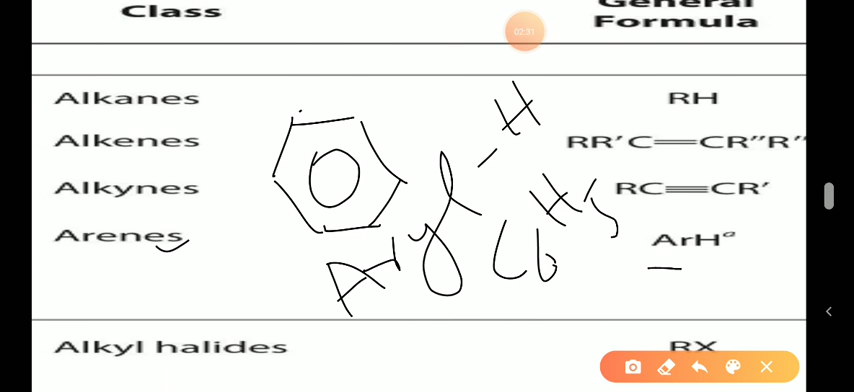 Class General
Formula
02:31
Alkanes RH
Alkenes RR′C=CR″R″
Alkynes RC≡CR′
Arenes ArHᵃ
Aryl-H
C6H5
Alkyl halides RX